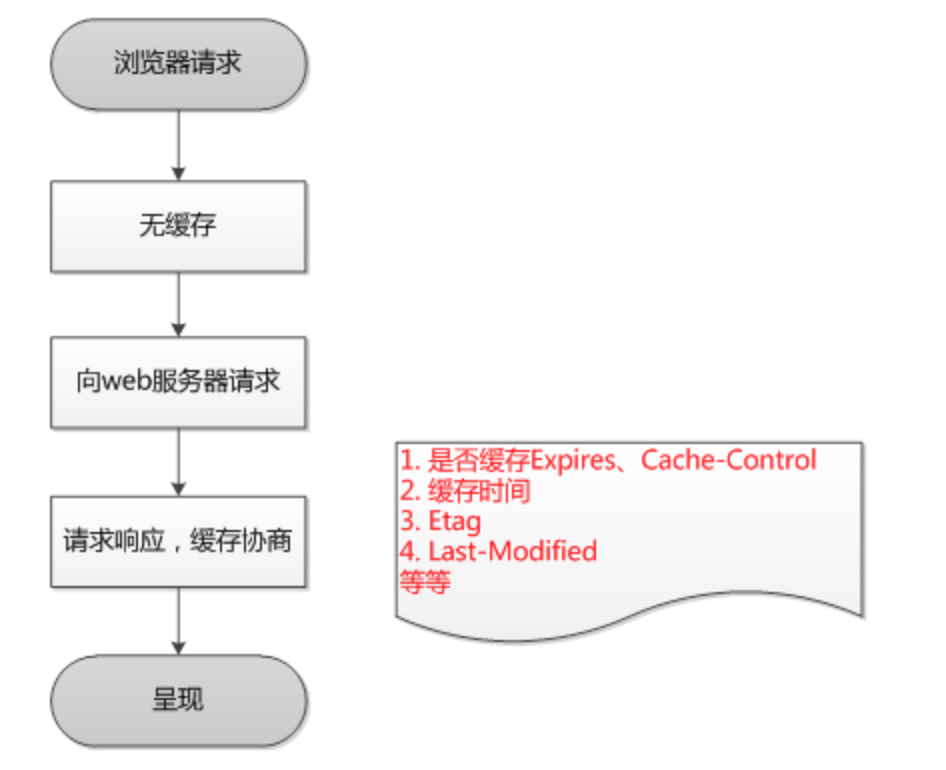 浏览器请求
无缓存
向web服务器请求
请求响应，缓存协商
呈现
1. 是否缓存Expires、Cache-Control
2. 缓存时间
3. Etag
4. Last-Modified
等等